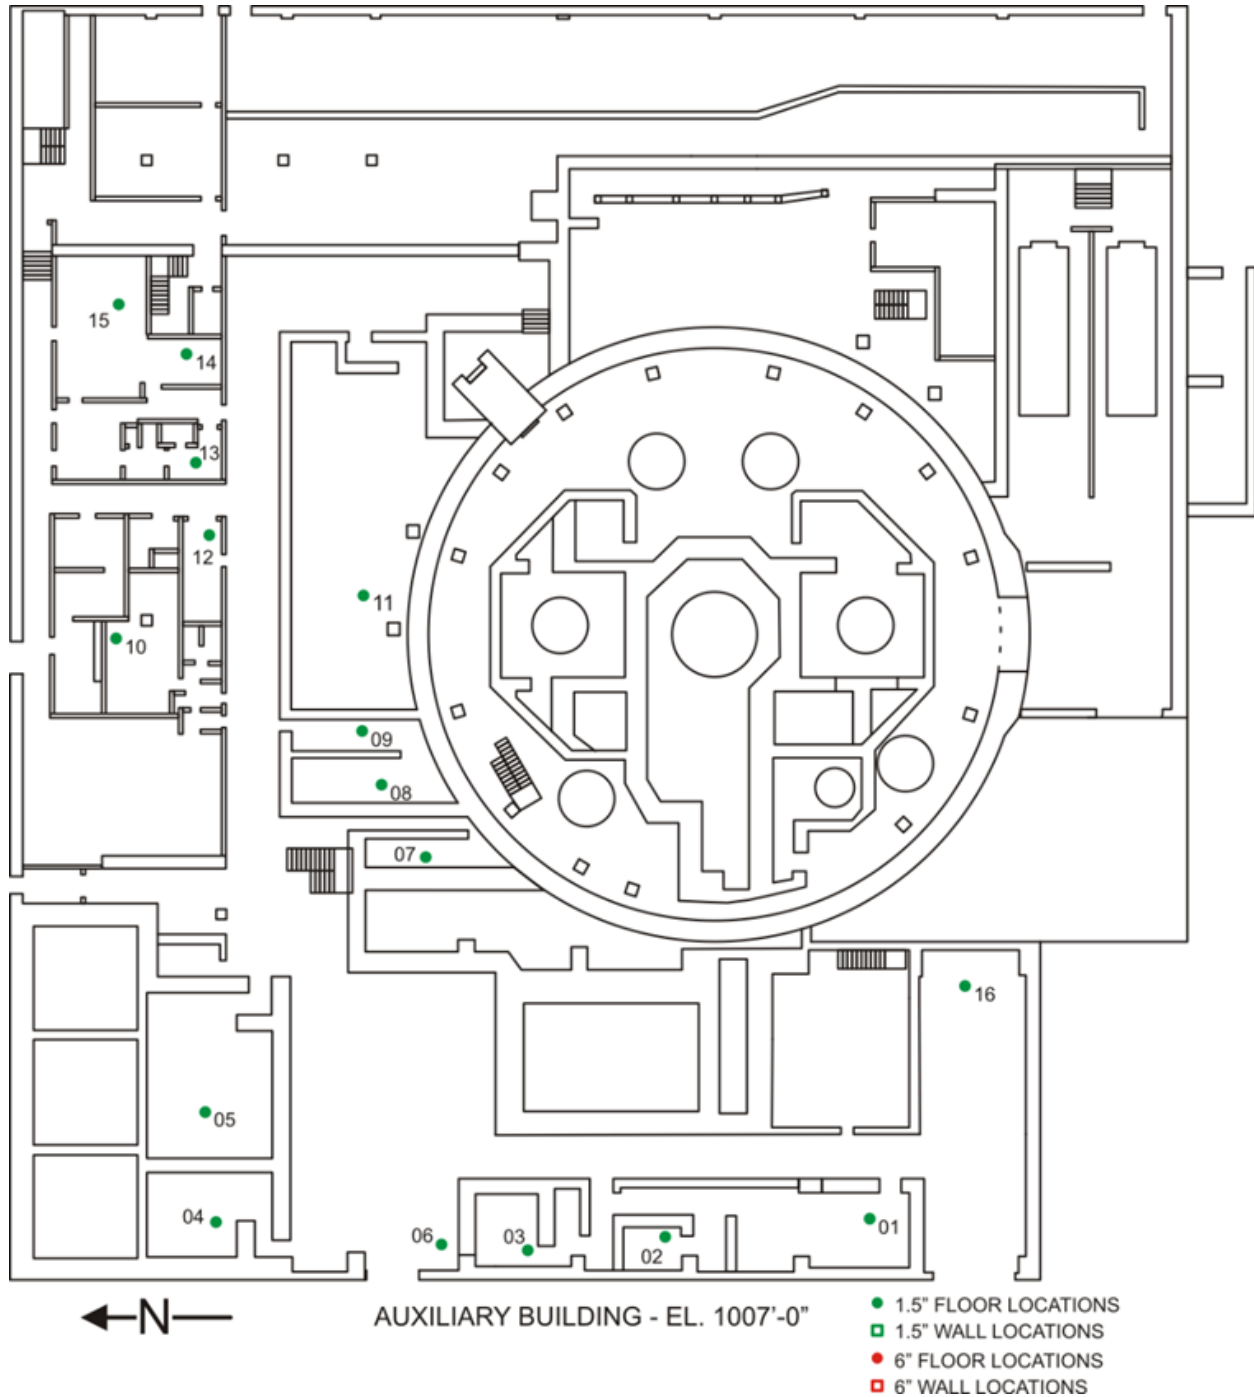 15
14
13
12
10
11
09
08
07
16
05
04
06
03
02
01
N
AUXILIARY BUILDING - EL. 1007'-0"
1.5" FLOOR LOCATIONS
1.5" WALL LOCATIONS
6" FLOOR LOCATIONS
6" WALL LOCATIONS